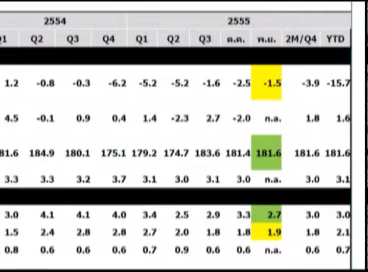 2554 2555
Q1 Q2 Q3 Q4 Q1 Q2 Q3 ต.ค. พ.ย. 2M/Q4 YTD
1.2 -0.8 -0.3 -6.2 -5.2 -5.2 -1.6 -2.5 -1.5 -3.9 -15.7
4.5 -0.1 0.9 0.4 1.4 -2.3 2.7 -2.0 n.a. 1.8 1.6
81.6 184.9 180.1 175.1 179.2 174.7 183.6 181.4 181.6 181.6 181.6
3.3 3.3 3.2 3.7 3.1 3.0 3.1 3.0 n.a. 3.0 3.1
3.0 4.1 4.1 4.0 3.4 2.5 2.9 3.3 2.7 3.0 3.0
1.5 2.4 2.8 2.8 2.7 2.0 1.8 1.8 1.9 1.8 2.1
0.8 0.6 0.6 0.6 0.7 0.9 0.6 0.6 n.a. 0.6 0.7